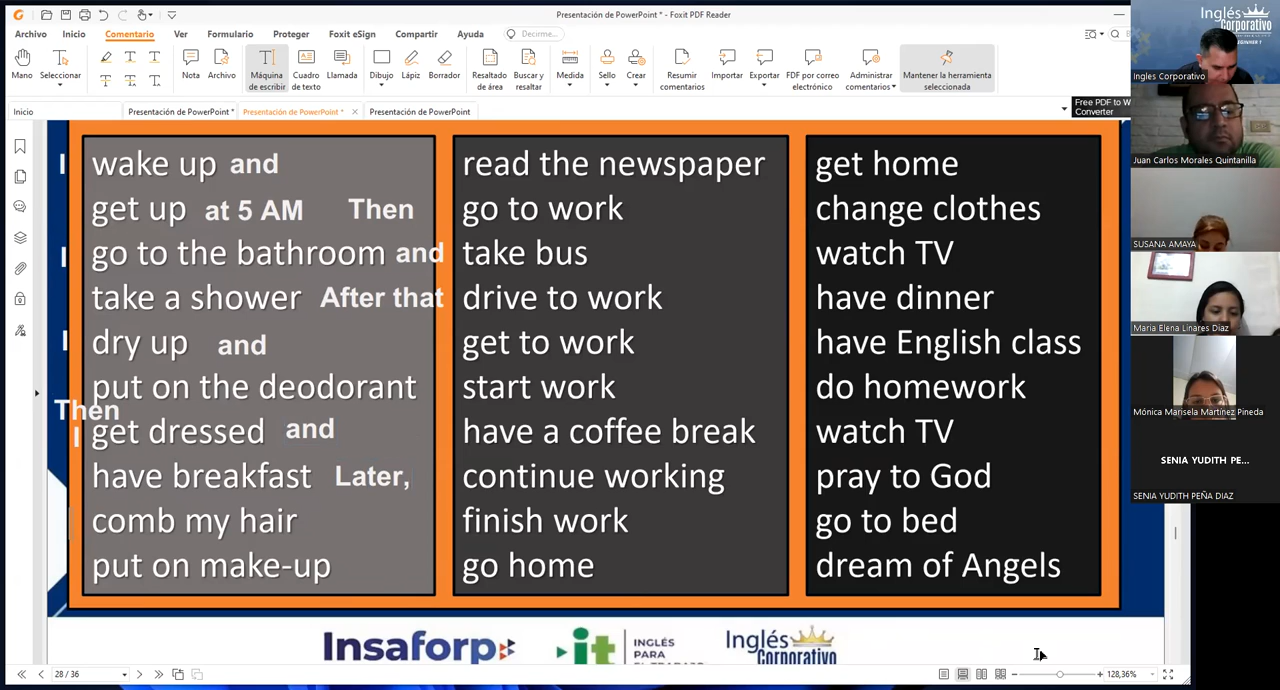 Presentación de PowerPoint * - Foxit PDF Reader
Archivo Inicio Comentario Ver Formulario Proteger Foxit eSign Compartir Ayuda Decirme...
Mano Seleccionar Nota Archivo Máquina de escribir Cuadro de texto Llamada Dibujo Lápiz Borrador Resaltado de área Buscar y resaltar Medida Sello Crear Resumir comentarios Importar Exportar PDF por correo electrónico Administrar comentarios Mantener la herramienta seleccionada
Inicio Presentación de PowerPoint * Presentación de PowerPoint * Presentación de PowerPoint
Free PDF to W
Converter
I wake up and
get up at 5 AM Then
I go to the bathroom and
take a shower After that
I dry up and
put on the deodorant
Then
I get dressed and
have breakfast Later,
comb my hair
put on make-up
read the newspaper
go to work
take bus
drive to work
get to work
start work
have a coffee break
continue working
finish work
go home
get home
change clothes
watch TV
have dinner
have English class
do homework
watch TV
pray to God
go to bed
dream of Angels
Insaforp
it
INGLÉS
PARA
Inglés
Corporativo
28 / 36
128,36%
Inglés
Corporativo
BEGINNER 1
Ingles Corporativo
Juan Carlos Morales Quintanilla
SUSANA AMAYA
Maria Elena Linares Diaz
Mónica Marisela Martínez Pineda
SENIA YUDITH PE...
SENIA YUDITH PEÑA DIAZ